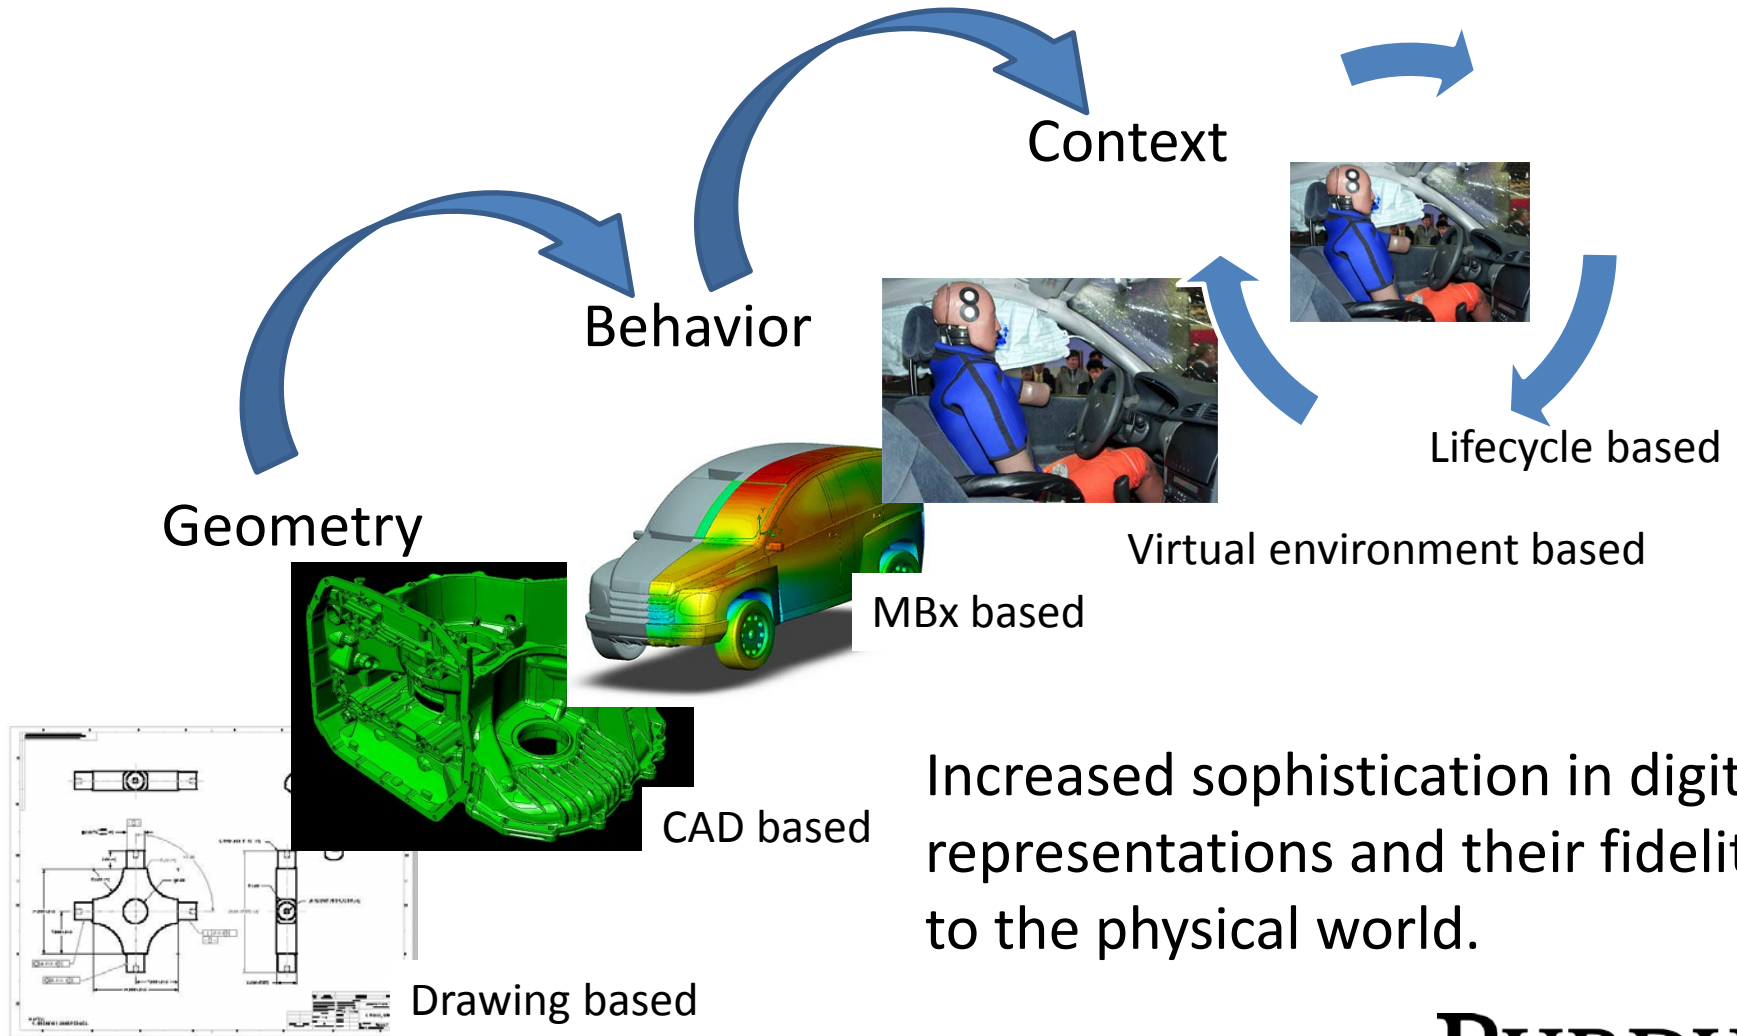 Context
Behavior
Lifecycle based
Geometry
Virtual environment based
MBx based
Increased sophistication in digit
CAD based
representations and their fidelit
to the physical world.
Drawing based